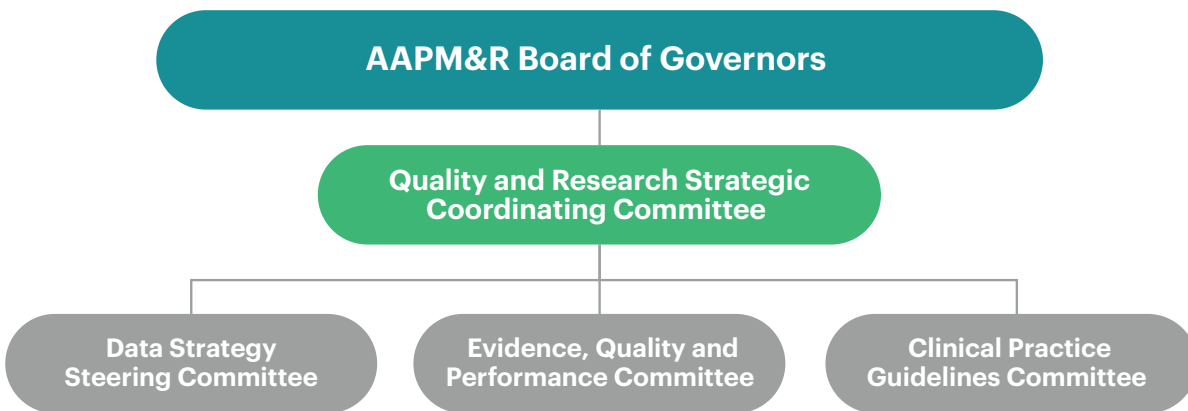 AAPM&R Board of Governors
Quality and Research Strategic
Coordinating Committee
Data Strategy
Steering Committee
Evidence, Quality and
Performance Committee
Clinical Practice
Guidelines Committee